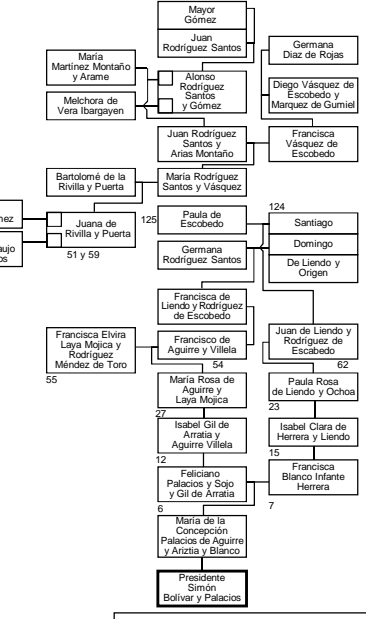 Mayor
Gómez
Juan
Rodríguez Santos
María
Martínez Montaño
y Arame
Alonso
Rodríguez
Santos
y Gómez
Germana
Diaz de Rojas
Melchora de
Vera Ibargayen
Diego Vásquez de
Escobedo y
Marquez de Gumiel
Juan Rodríguez
Santos y
Arias Montaño
Francisca
Vásquez de
Escobedo
Bartolomé de la
Rivilla y Puerta
María Rodríguez
Santos y Vásquez
Juana de
Rivilla y Puerta
125
51 y 59
Paula de
Escobedo
124
Santiago
Domingo
De Liendo y
Origen
Germana
Rodríguez Santos
Francisca de
Liendo y Rodríguez
de Escobedo
Francisca Elvira
Laya Mojica y
Rodríguez
Méndez de Toro
55
Francisco de
Aguirre y Villela
54
Juan de Liendo y
Rodríguez de
Escabedo
62
María Rosa de
Aguirre y
Laya Mojica
27
Paula Rosa
de Liendo y Ochoa
23
Isabel Gil de
Arratia y
Aguirre Villela
12
Isabel Clara de
Herrera y Liendo
15
Feliciano
Palacios y Sojo
y Gil de Arratia
6
Francisca
Blanco Infante
Herrera
7
María de la
Concepción
Palacios de Aguirre
y Ariztia y Blanco
Presidente
Simón
Bolívar y Palacios